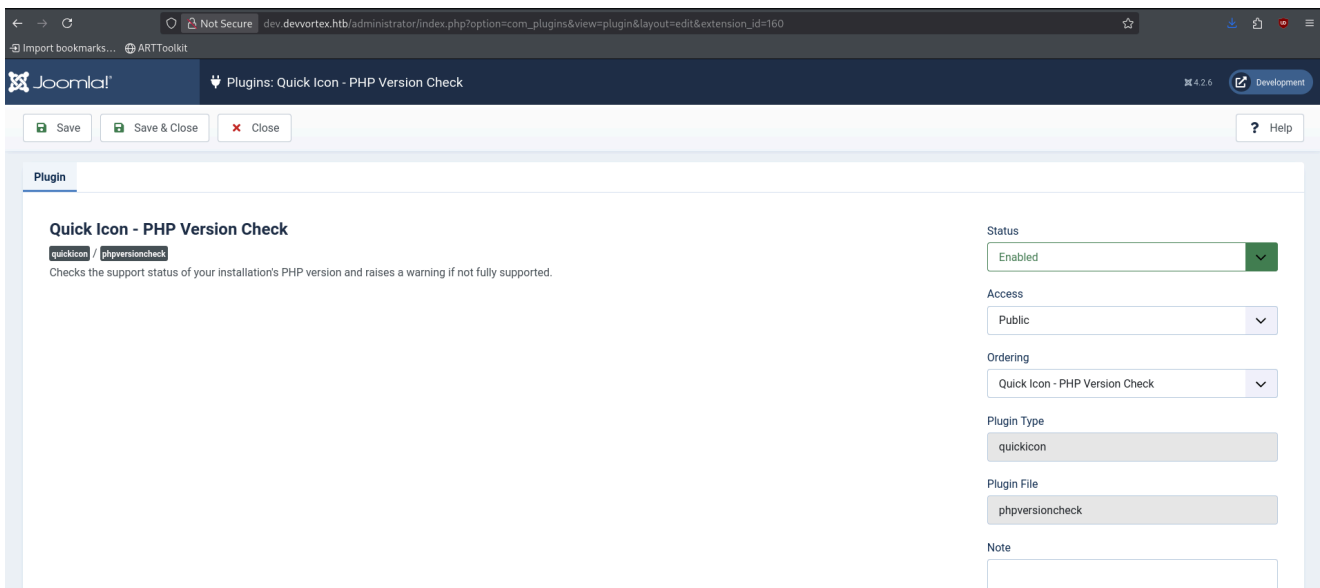 Not Secure dev.devvortex.htb/administrator/index.php?option=com_plugins&view=plugin&layout=edit&extension_id=160
Import bookmarks... ARTToolkit
Joomla!® Plugins: Quick Icon - PHP Version Check 4.2.6 Development
Save Save & Close Close ? Help
Plugin
Quick Icon - PHP Version Check
quickicon / phpversioncheck
Checks the support status of your installation's PHP version and raises a warning if not fully supported.
Status
Enabled
Access
Public
Ordering
Quick Icon - PHP Version Check
Plugin Type
quickicon
Plugin File
phpversioncheck
Note